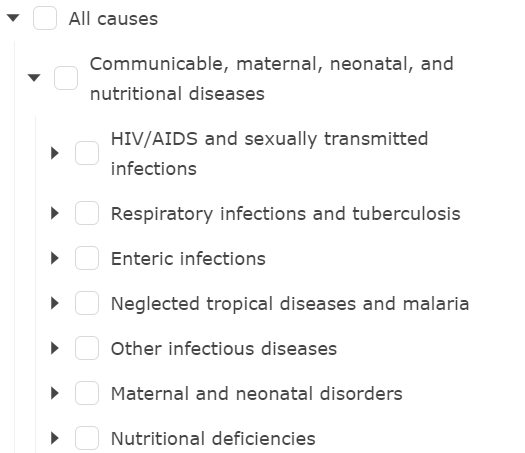 All causes
Communicable, maternal, neonatal, and
nutritional diseases
HIV/AIDS and sexually transmitted
infections
Respiratory infections and tuberculosis
Enteric infections
Neglected tropical diseases and malaria
Other infectious diseases
Maternal and neonatal disorders
Nutritional deficiencies